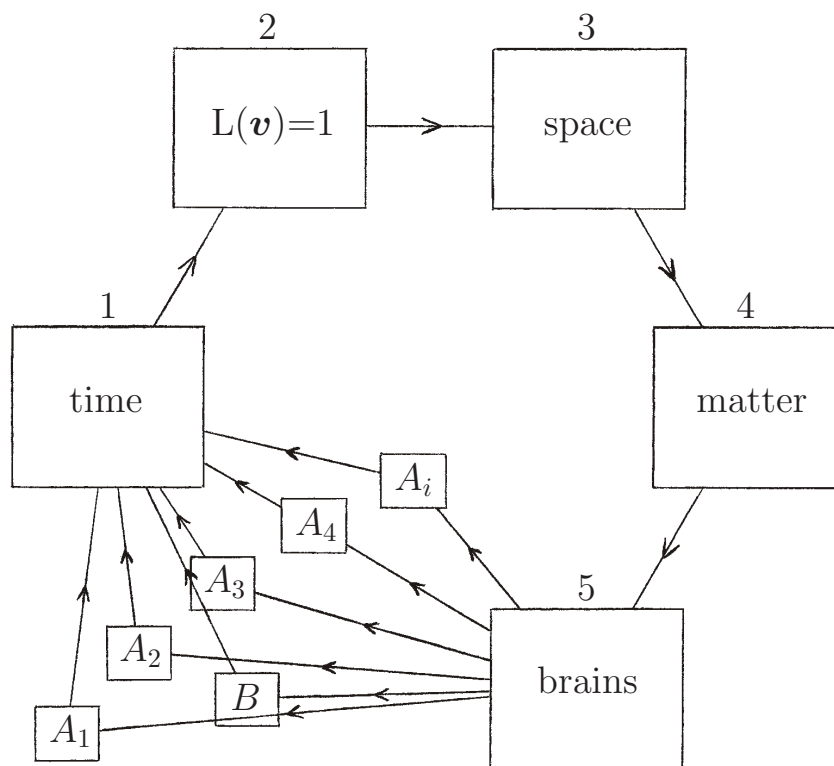 2
3
L(v)=1
space
1
4
time
matter
A_i
A_4
5
A_3
A_2
brains
B
A_1